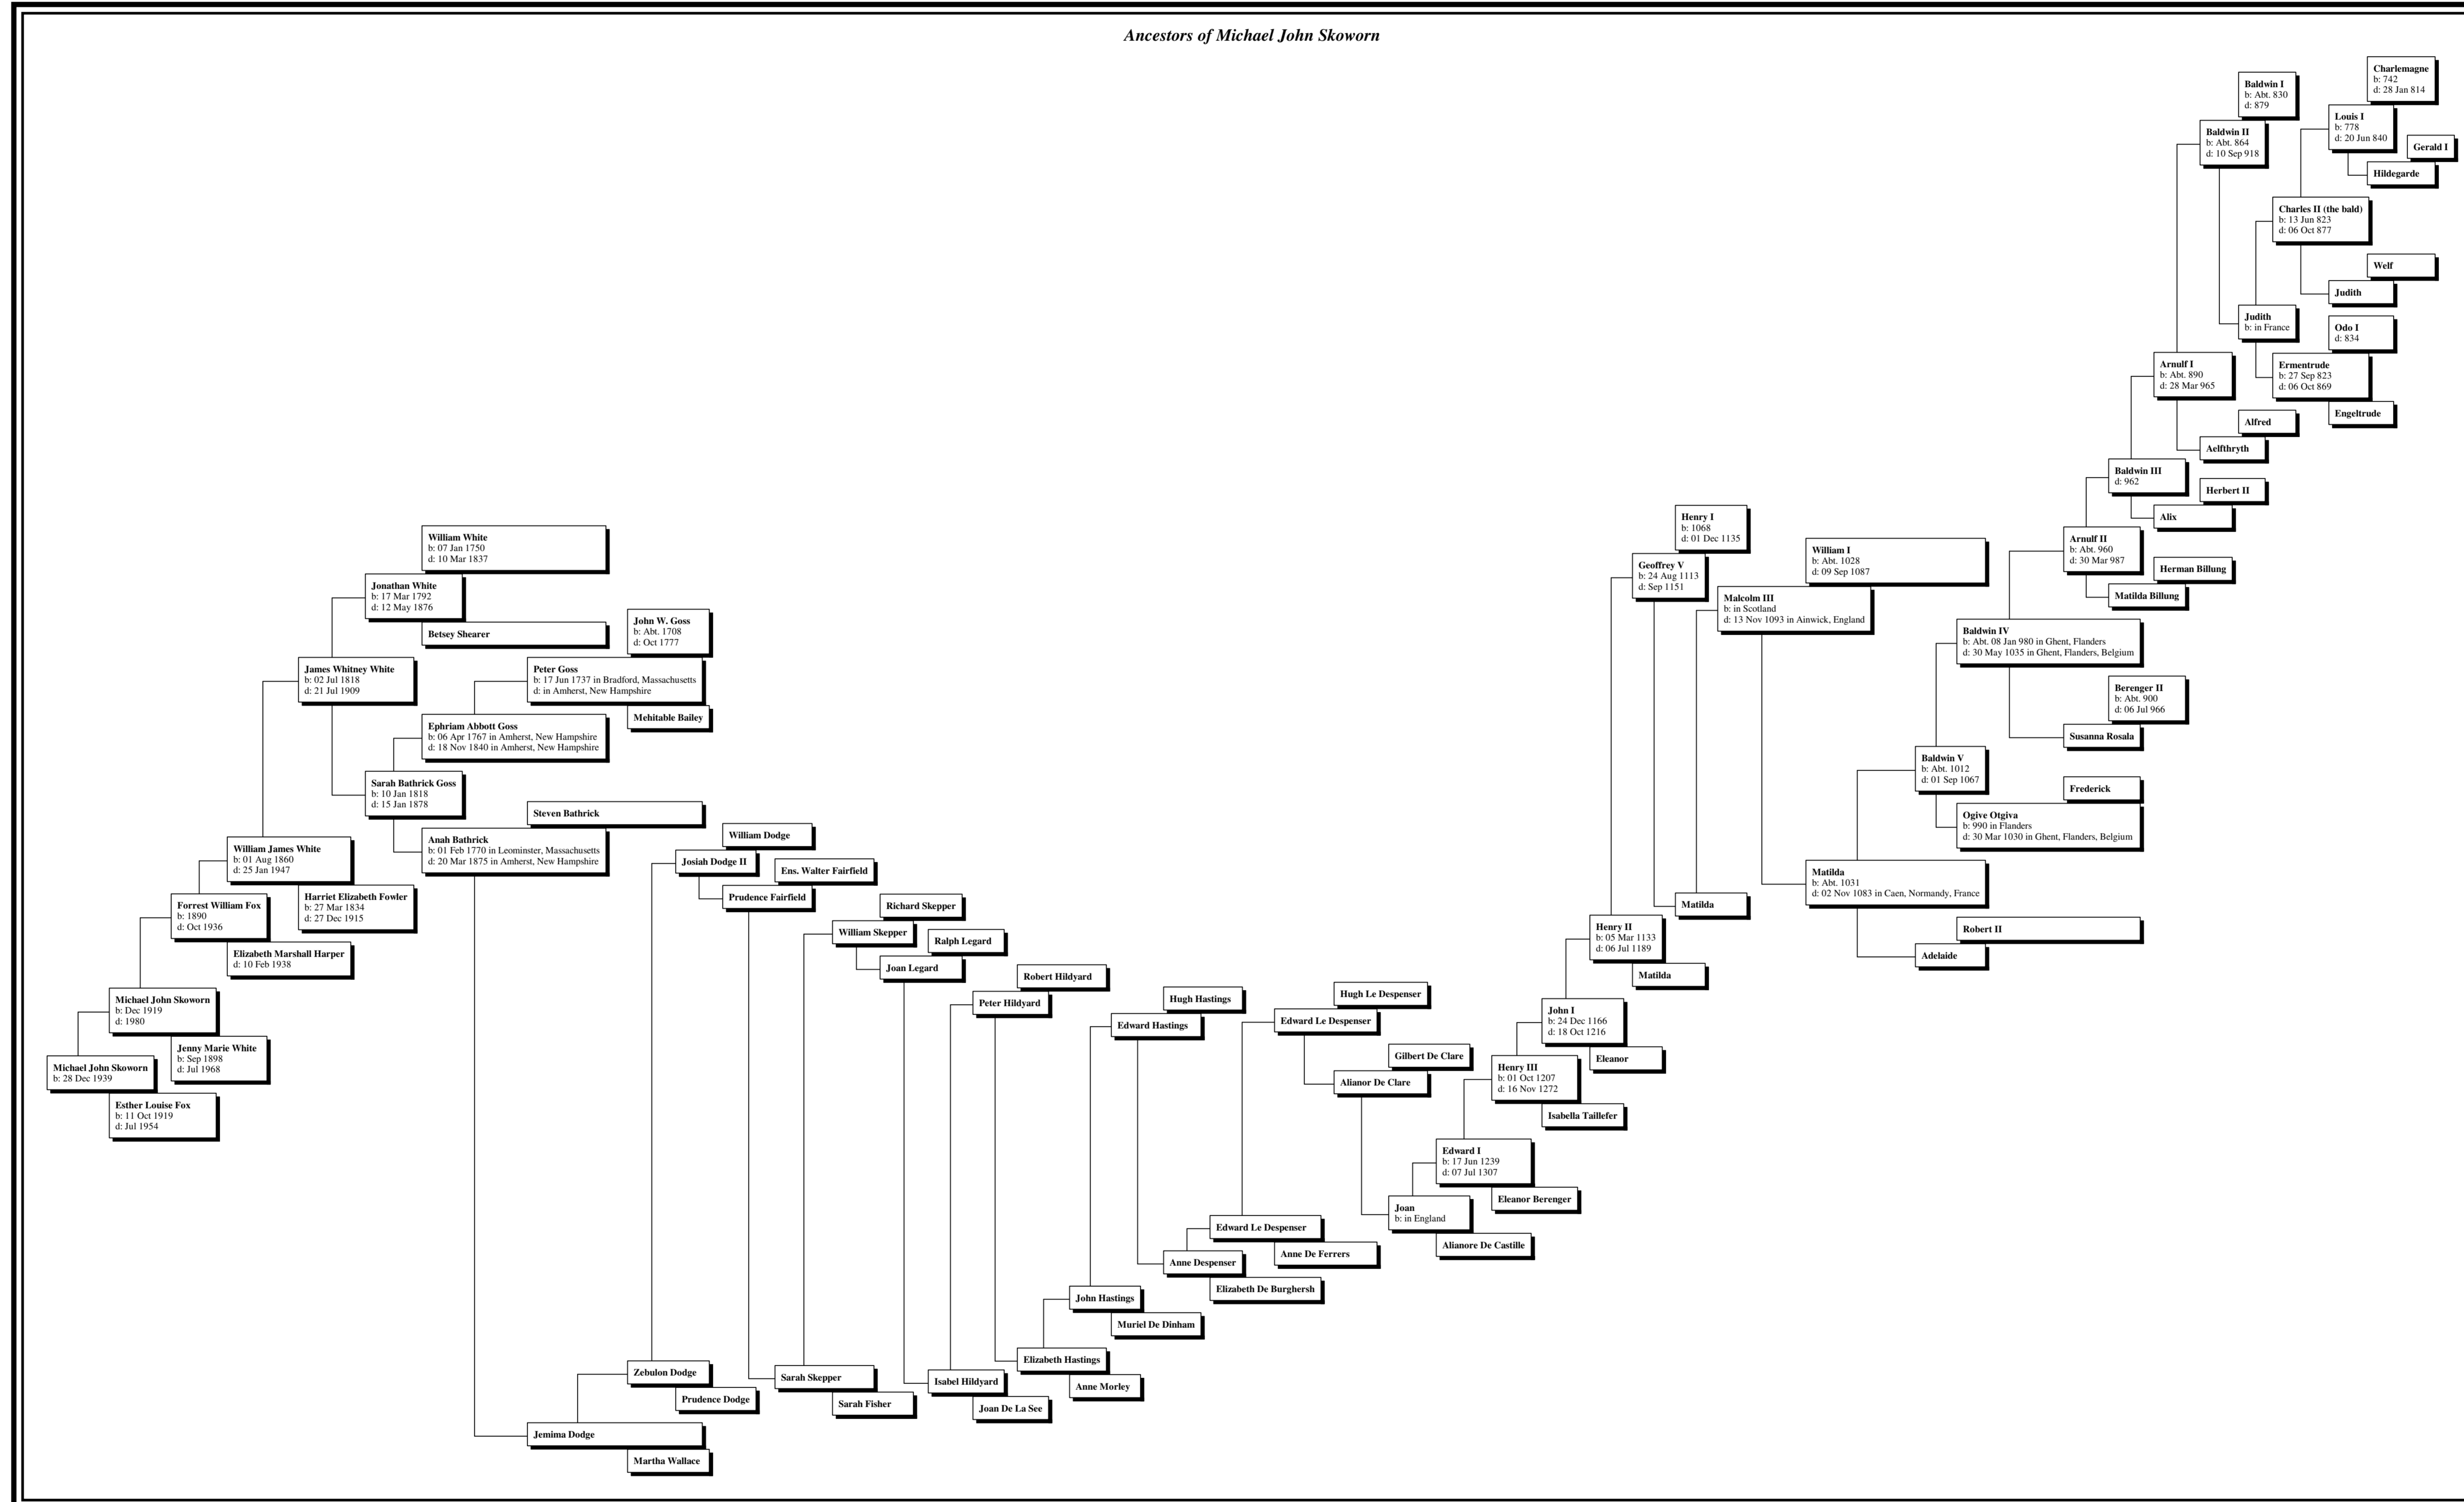 Ancestors of Michael John Skoworn
Charlemagne
b: 742
d: 28 Jan 814
Baldwin I
b: Abt. 830
d: 879
Louis I
b: 778
d: 20 Jun 840
Baldwin II
b: Abt. 864
d: 10 Sep 918
Gerald I
Hildegarde
Charles II (the bald)
b: 13 Jun 823
d: 06 Oct 877
Welf
Judith
Judith
b: in France
Odo I
d: 834
Arnulf I
b: Abt. 890
d: 28 Mar 965
Ermentrude
b: 27 Sep 823
d: 06 Oct 869
Engeltrude
Alfred
Aelfthryth
Baldwin III
d: 962
Herbert II
Alix
Henry I
b: 1068
d: 01 Dec 1135
William White
b: 07 Jan 1750
d: 10 Mar 1837
Arnulf II
b: Abt. 960
d: 30 Mar 987
William I
b: Abt. 1028
d: 09 Sep 1087
Geoffrey V
b: 24 Aug 1113
d: Sep 1151
Herman Billung
Jonathan White
b: 17 Mar 1792
d: 12 May 1876
Malcolm III
b: in Scotland
d: 13 Nov 1093 in Ainwick, England
Matilda Billung
John W. Goss
b: Abt. 1708
d: Oct 1777
Betsey Shearer
Baldwin IV
b: Abt. 08 Jan 980 in Ghent, Flanders
d: 30 May 1035 in Ghent, Flanders, Belgium
James Whitney White
b: 02 Jul 1818
d: 21 Jul 1909
Peter Goss
b: 17 Jun 1737 in Bradford, Massachusetts
d: in Amherst, New Hampshire
Berenger II
b: Abt. 900
d: 06 Jul 966
Mehitable Bailey
Ephriam Abbott Goss
b: 06 Apr 1767 in Amherst, New Hampshire
d: 18 Nov 1840 in Amherst, New Hampshire
Susanna Rosala
Baldwin V
b: Abt. 1012
d: 01 Sep 1067
Sarah Bathrick Goss
b: 10 Jan 1818
d: 15 Jan 1878
Frederick
Steven Bathrick
Ogive Otgiva
b: 990 in Flanders
d: 30 Mar 1030 in Ghent, Flanders, Belgium
William Dodge
Anah Bathrick
b: 01 Feb 1770 in Leominster, Massachusetts
d: 20 Mar 1875 in Amherst, New Hampshire
William James White
b: 01 Aug 1860
d: 25 Jan 1947
Josiah Dodge II
Ens. Walter Fairfield
Matilda
b: Abt. 1031
d: 02 Nov 1083 in Caen, Normandy, France
Prudence Fairfield
Harriet Elizabeth Fowler
b: 27 Mar 1834
d: 27 Dec 1915
Forrest William Fox
b: 1890
d: Oct 1936
Richard Skepper
Matilda
Henry II
b: 05 Mar 1133
d: 06 Jul 1189
Robert II
William Skepper
Ralph Legard
Elizabeth Marshall Harper
d: 10 Feb 1938
Adelaide
Joan Legard
Robert Hildyard
Matilda
Hugh Le Despenser
Hugh Hastings
Michael John Skoworn
b: Dec 1919
d: 1980
Peter Hildyard
John I
b: 24 Dec 1166
d: 18 Oct 1216
Edward Le Despenser
Edward Hastings
Jenny Marie White
b: Sep 1898
d: Jul 1968
Gilbert De Clare
Eleanor
Michael John Skoworn
b: 28 Dec 1939
Henry III
b: 01 Oct 1207
d: 16 Nov 1272
Alianor De Clare
Esther Louise Fox
b: 11 Oct 1919
d: Jul 1954
Isabella Taillefer
Edward I
b: 17 Jun 1239
d: 07 Jul 1307
Eleanor Berenger
Joan
b: in England
Edward Le Despenser
Alianore De Castille
Anne De Ferrers
Anne Despenser
Elizabeth De Burghersh
John Hastings
Muriel De Dinham
Elizabeth Hastings
Zebulon Dodge
Sarah Skepper
Isabel Hildyard
Anne Morley
Prudence Dodge
Sarah Fisher
Joan De La See
Jemima Dodge
Martha Wallace